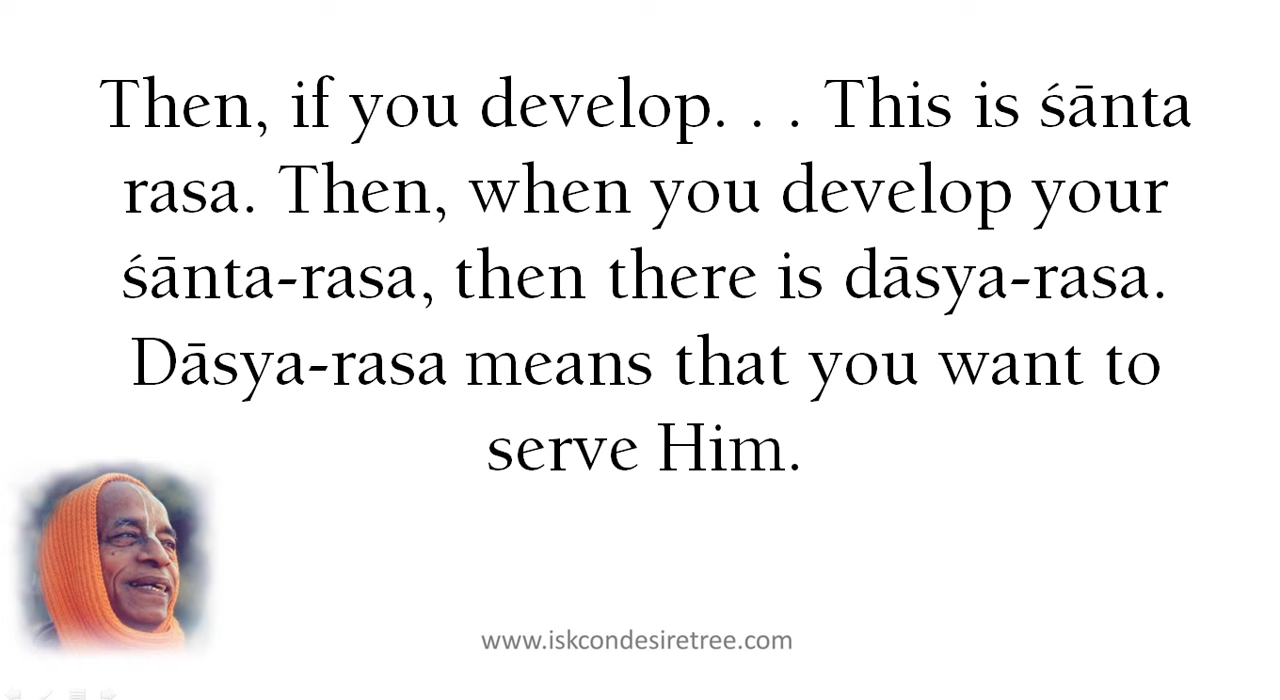 Then, if you develop. . . This is śānta
rasa. Then, when you develop your
śānta-rasa, then there is dāsya-rasa.
Dāsya-rasa means that you want to
serve Him.
www.iskcondesiretree.com